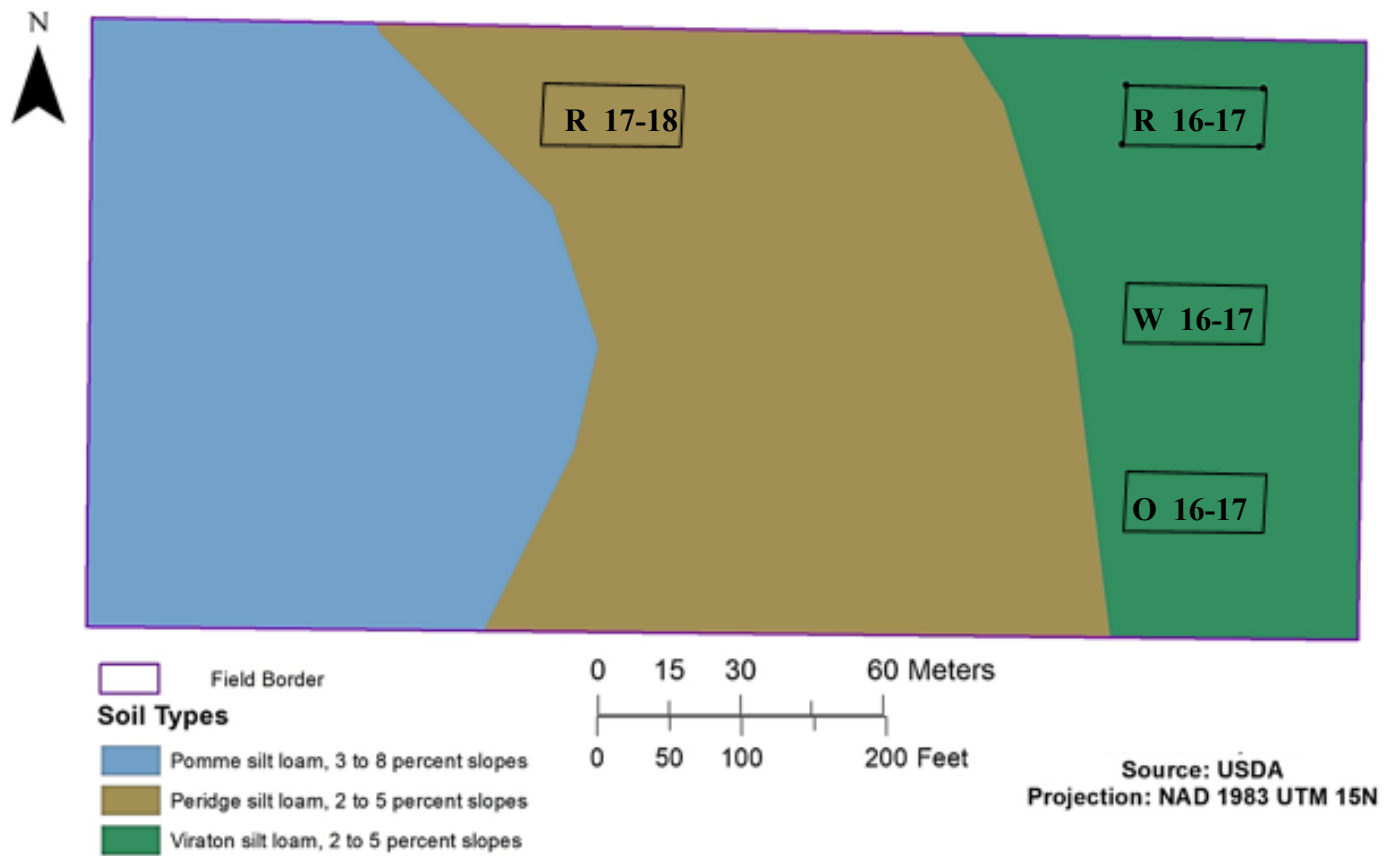 N
R 17-18
R 16-17
W 16-17
O 16-17
Field Border
Soil Types
Pomme silt loam, 3 to 8 percent slopes
Peridge silt loam, 2 to 5 percent slopes
Viraton silt loam, 2 to 5 percent slopes
0 15 30 60 Meters
0 50 100 200 Feet
Source: USDA
Projection: NAD 1983 UTM 15N